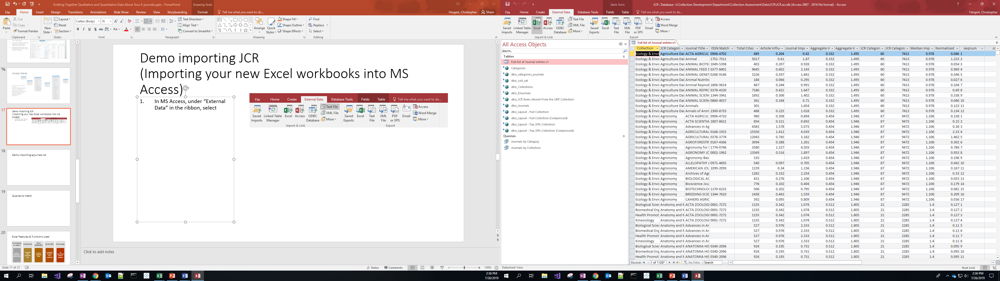 Knitting Together Qualitative and Quantitative Data About Your E-journals.pptx - PowerPoint
Drawing Tools
File Home Insert Design Transitions Animations Slide Show Review View Storyboarding Format Tell me what you want to do...
Hergert, Christopher Share
Paste
Cut
Copy
Format Painter
Clipboard
New Slide
Layout
Reset
Section
Slides
Calibri (Body) 16
Font
Text Direction
Align Text
Convert to SmartArt
Paragraph
Arrange
Quick Styles
Shape Fill
Shape Outline
Shape Effects
Drawing
Find
Replace
Select
Editing
16
Access tables
17
Demo importing JCR
(Importing your new Excel workbooks into MS Access)
18
Demo importing ejournals list
19
Queries to match
20
Excel Features & Functions Used
Demo importing JCR
(Importing your new Excel workbooks into MS
Access)
1. In MS Access, under “External
Data” in the ribbon, select
File Home Create External Data Database Tools Fields Table Tell me what you want to do...
Saved Imports
Linked Table Manager
Excel
Access
ODBC Database
Text File
XML File
More
Import & Link
Saved Exports
Excel
Text File
XML File
PDF or XPS
Email
Access
Word Merge
More
Export
Click to add notes
Slide 17 of 27
Notes Comments 106%
2:36 PM
7/26/2019
JCR : Database- J:\Collection Development Department\Collection Assessment\Data\JCR\JCR.accdb (Access 2007 - 2016 file format) - Access
Table Tools
File Home Create External Data Database Tools Fields Table Tell me what you want to do...
Hergert, Christopher
Saved Imports
Linked Table Manager
Excel
Access
ODBC Database
Text File
XML File
More
Import & Link
Saved Exports
Excel
Text File
XML File
PDF or XPS
Email
Access
Word Merge
More
Export
All Access Objects
Search...
Tables
Full list of Journal entries v1
Categories
dbo_categories_journals
dbo_coll_cat
dbo_Collections
dbo_EJournals
dbo_JCR Items Absent From the UNT Collection
dbo_Journals
dbo_Layout - Full Collection
dbo_Layout - Full Collection (Compressed)
dbo_Layout - Top 20% Collection
dbo_Layout - Top 20% Collection (Compressed)
Queries
Journals by Category
Journals by Collection
Full list of Journal entries v1
Collection JCR Category Journal Title ISSN Match Total Cites Article Influ Journal Impa Aggregate Ir Aggregate Ir JCR Category JCR Category Median Imp Normalized seqnum
Ecology & Envi Agriculture Dai ACTA AGRICUL 0906-4702 489 0.204 0.42 0.332 1.495 60 7413 0.978 0.046 1
Ecology & Envi Agriculture Dai Animal 1751-7311 5017 0.61 1.87 0.332 1.495 60 7413 0.978 1.223 2
Ecology & Envi Agriculture Dai ANIMAL BIOTE 1049-5398 403 0.207 0.928 0.332 1.495 60 7413 0.978 0.054 3
Ecology & Envi Agriculture Dai ANIMAL FEED S 0377-8401 9645 0.602 2.143 0.332 1.495 60 7413 0.978 0.969 4
Ecology & Envi Agriculture Dai ANIMAL GENET 0268-9146 3226 0.597 1.841 0.332 1.495 60 7413 0.978 0.546 5
Ecology & Envi Agriculture Dai Animal Nutritic 184 0.066 0.295 0.332 1.495 60 7413 0.978 0.027 6
Ecology & Envi Agriculture Dai Animal Reprod 1806-9614 467 0.244 0.991 0.332 1.495 60 7413 0.978 0.104 7
Ecology & Envi Agriculture Dai ANIMAL REPRC 0378-4320 7186 0.421 1.647 0.332 1.495 60 7413 0.978 0.69 8
Ecology & Envi Agriculture Dai ANIMAL SCIEN 1344-3941 1692 0.306 1.402 0.332 1.495 60 7413 0.978 0.338 9
Ecology & Envi Agriculture Dai ANIMAL SCIEN 0860-4037 361 0.164 0.71 0.332 1.495 60 7413 0.978 0.046 10
Ecology & Envi Agriculture Dai Animals 301 1.654 0.332 1.495 60 7413 0.978 0.123 11
Ecology & Envi Agriculture Dai Annals of Anim 2300-8733 488 0.225 1.018 0.332 1.495 60 7413 0.978 0.134 12
Ecology & Envi Agronomy ACTA AGRICUL 0906-4710 980 0.208 0.894 0.454 1.946 87 9472 1.106 0.158 1
Ecology & Envi Agronomy ACTA SCIENTIA 1807-8621 854 0.311 0.692 0.454 1.946 87 9472 1.106 0.15 2
Ecology & Envi Agronomy Advances in Ag 4383 1.578 5.073 0.454 1.946 87 9472 1.106 0.36 3
Ecology & Envi Agronomy AGRICULTURAL 0168-1923 15550 1.412 4.039 0.454 1.946 87 9472 1.106 2.33 4
Ecology & Envi Agronomy AGRICULTURAL 0378-3774 12043 0.745 3.182 0.454 1.946 87 9472 1.106 1.462 5
Ecology & Envi Agronomy AGROFORESTR 0167-4366 3094 0.388 1.201 0.454 1.946 87 9472 1.106 0.302 6
Ecology & Envi Agronomy Agronomy for S 1774-0746 3580 1.327 4.503 0.454 1.946 87 9472 1.106 0.784 7
Ecology & Envi Agronomy AGRONOMY JC 0002-1962 13569 0.516 1.897 0.454 1.946 87 9472 1.106 0.953 8
Ecology & Envi Agronomy Agronomy-Bas 535 1.419 0.454 1.946 87 9472 1.106 0.196 9
Ecology & Envi Agronomy ALLELOPATHY J 0971-4693 540 0.097 0.705 0.454 1.946 87 9472 1.106 0.042 10
Ecology & Envi Agronomy AMERICAN JOU 1099-209X 1159 0.34 1.156 0.454 1.946 87 9472 1.106 0.167 11
Ecology & Envi Agronomy Archives of Agr 1282 0.332 2.254 0.454 1.946 87 9472 1.106 0.33 12
Ecology & Envi Agronomy BIOLOGICAL AG 431 0.276 1.106 0.454 1.946 87 9472 1.106 0.053 13
Ecology & Envi Agronomy Bioscience Jou 776 0.102 0.404 0.454 1.946 87 9472 1.106 0.179 14
Ecology & Envi Agronomy BIOTECHNOLO 1370-6233 506 0.202 0.795 0.454 1.946 87 9472 1.106 0.081 15
Ecology & Envi Agronomy BREEDING SCIE 1344-7610 1458 0.463 1.559 0.454 1.946 87 9472 1.106 0.209 16
Ecology & Envi Agronomy CAHIERS AGRIC 392 0.095 0.809 0.454 1.946 87 9472 1.106 0.036 17
Biological Scien Anatomy and M ACTA ZOOLOGI 0001-7272 1155 0.342 1.074 0.512 1.805 21 2285 1.4 0.127 1
Biomedical Eng Anatomy and M ACTA ZOOLOGI 0001-7272 1155 0.342 1.074 0.512 1.805 21 2285 1.4 0.127 2
Health Promot Anatomy and M ACTA ZOOLOGI 0001-7272 1155 0.342 1.074 0.512 1.805 21 2285 1.4 0.127 3
Kinesiology Anatomy and M ACTA ZOOLOGI 0001-7272 1155 0.342 1.074 0.512 1.805 21 2285 1.4 0.127 4
Biological Scien Anatomy and M Advances in Ar 527 0.976 2.333 0.512 1.805 21 2285 1.4 0.11 5
Biomedical Eng Anatomy and M Advances in Ar 527 0.976 2.333 0.512 1.805 21 2285 1.4 0.11 6
Health Promot Anatomy and M Advances in Ar 527 0.976 2.333 0.512 1.805 21 2285 1.4 0.11 7
Kinesiology Anatomy and M Advances in Ar 527 0.976 2.333 0.512 1.805 21 2285 1.4 0.11 8
Biological Scien Anatomy and M ANATOMIA HIS 0340-2096 924 0.195 0.731 0.512 1.805 21 2285 1.4 0.095 9
Biomedical Eng Anatomy and M ANATOMIA HIS 0340-2096 924 0.195 0.731 0.512 1.805 21 2285 1.4 0.095 10
Health Promot Anatomy and M ANATOMIA HIS 0340-2096 924 0.195 0.731 0.512 1.805 21 2285 1.4 0.095 11
Record: 1 of 11287 No Filter Search
Datasheet View
Num Lock
2:36 PM
7/26/2019